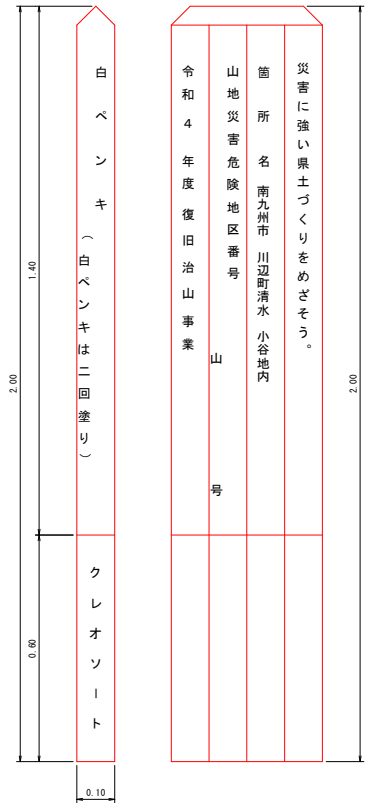 災害に強い県土づくりをめざそう。
箇所名 南九州市 川辺町清水 小谷地内
山地災害危険地区番号
山 号
令和4 年度 復旧治山事業
白ペンキ
(白ペンキは二回塗り)
クレオソート
2.00
1.40
0.60
0.10
2.00